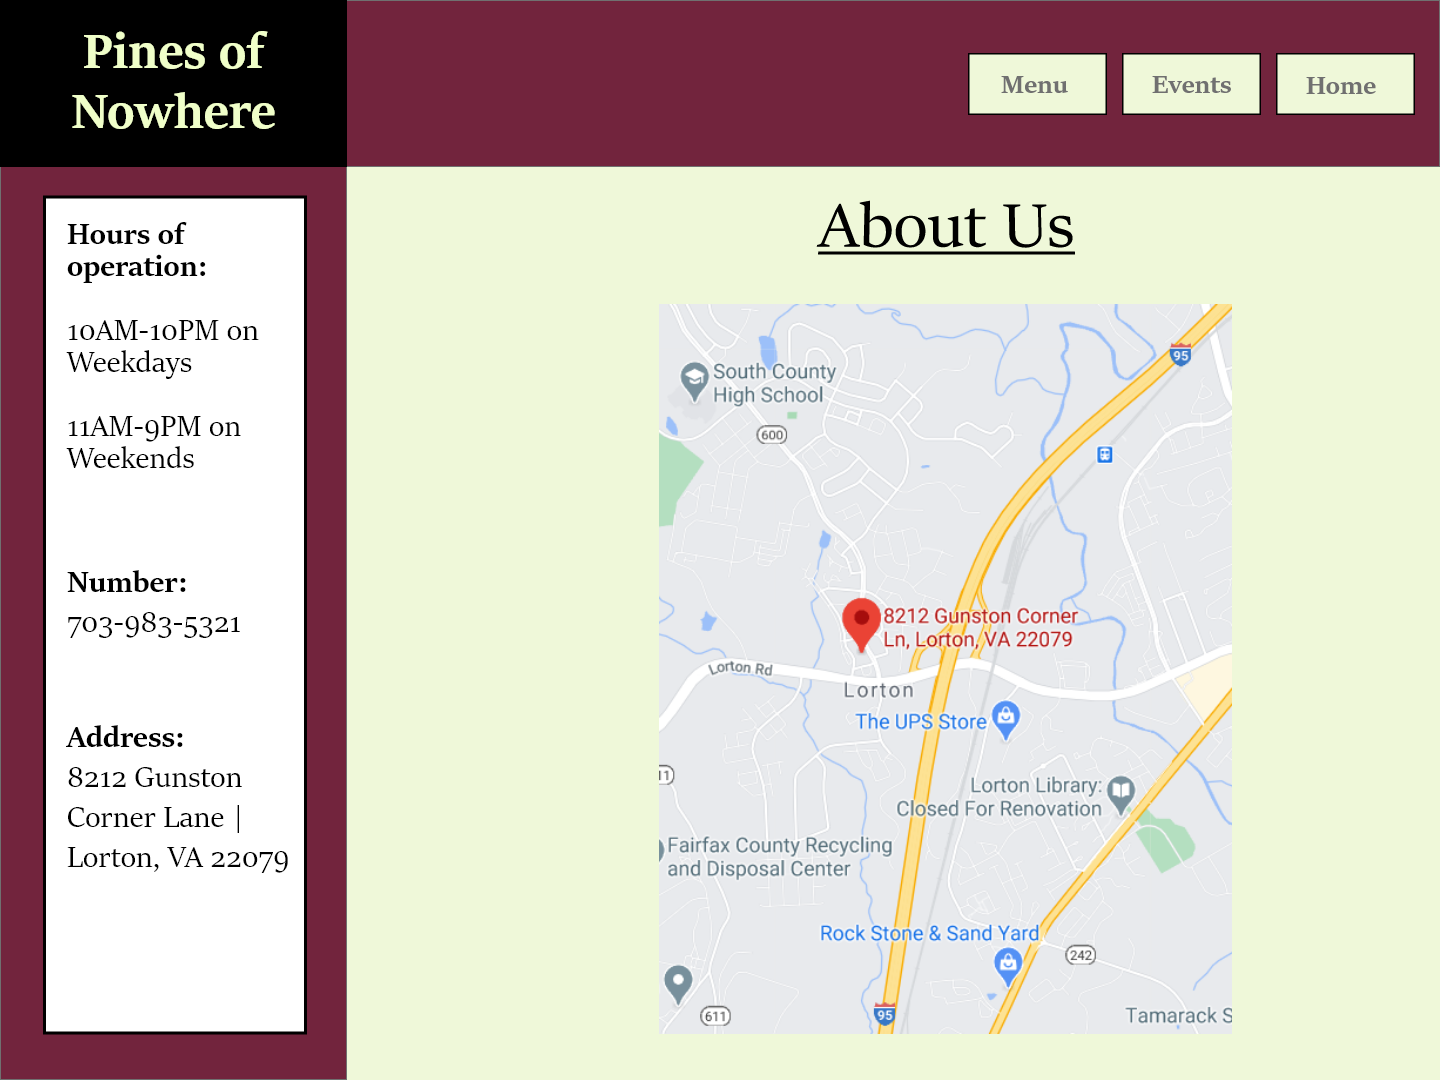 Pines of
Nowhere
Menu
Events
Home
Hours of
operation:
10AM-10PM on
Weekdays
11AM-9PM on
Weekends
Number:
703-983-5321
Address:
8212 Gunston
Corner Lane |
Lorton, VA 22079
About Us
95
South County
High School
600
8212 Gunston Corner
Ln, Lorton, VA 22079
Lorton Rd
Lorton
The UPS Store
11
Lorton Library:
Closed For Renovation
Fairfax County Recycling
and Disposal Center
Rock Stone & Sand Yard
242
95
611
Tamarack S